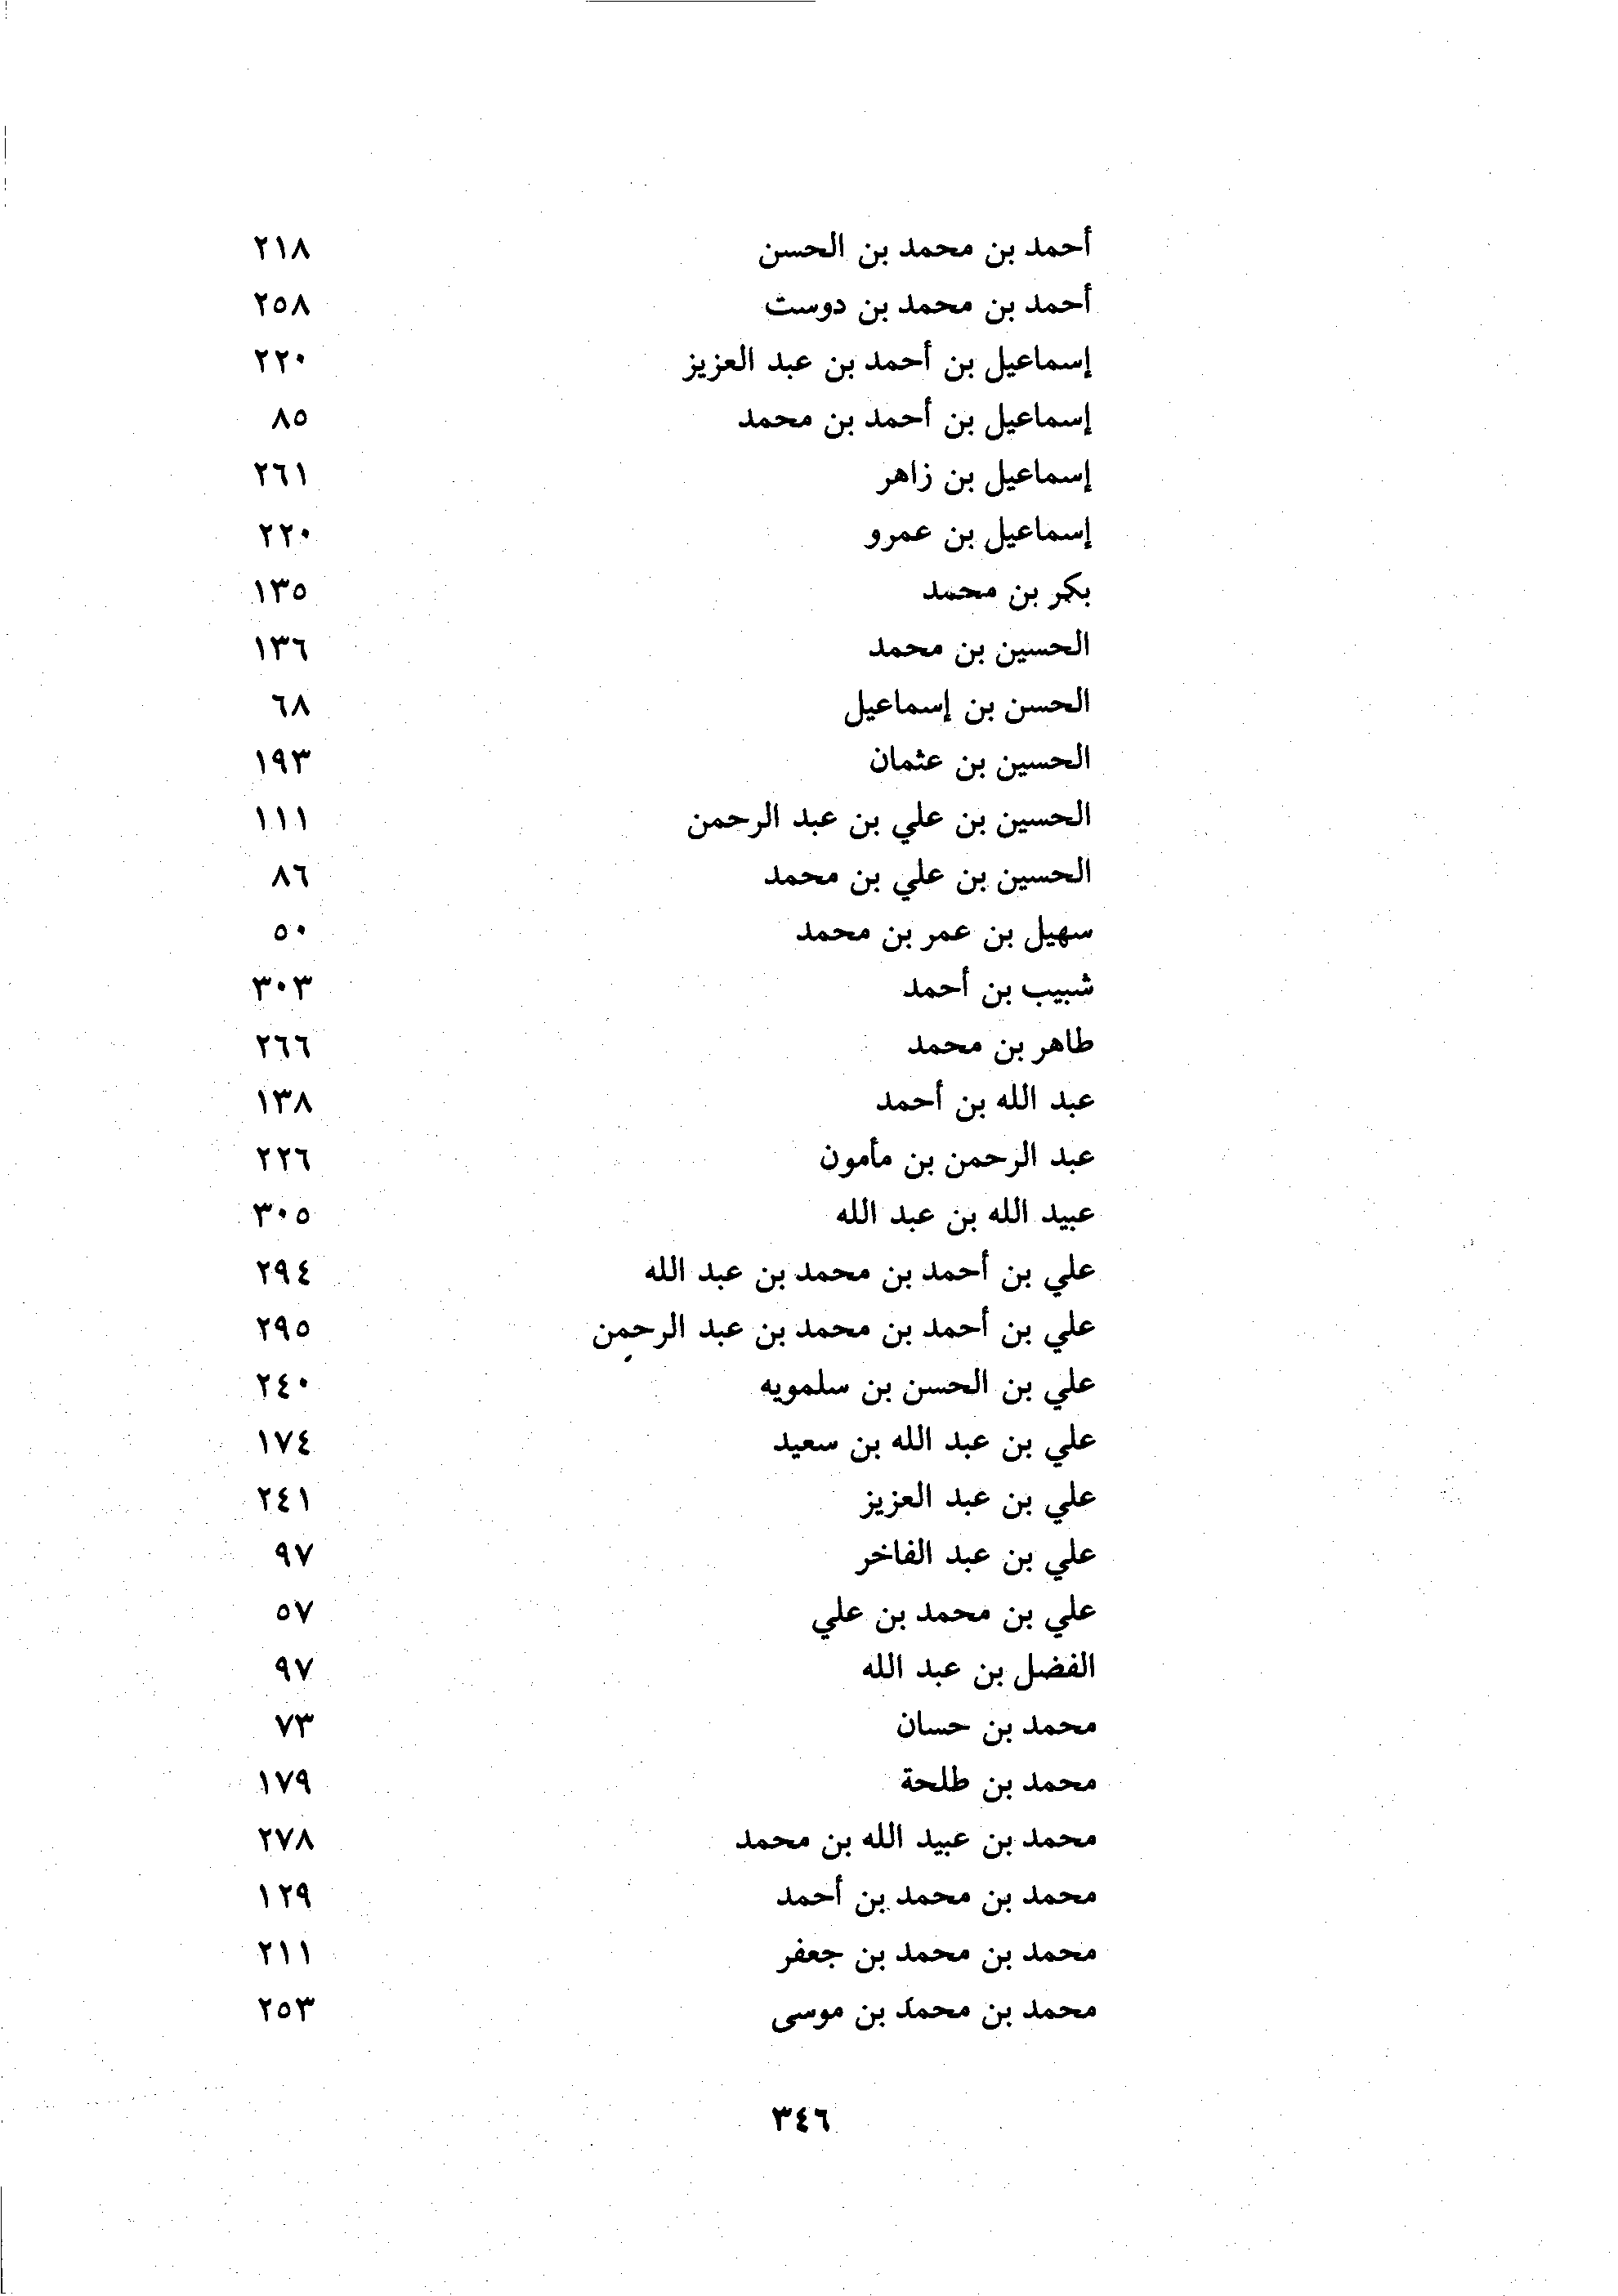 أحمد بن محمد بن الحسن ٢١٨
أحمد بن محمد بن دوست ٢٥٨
إسماعيل بن أحمد بن عبد العزيز ٢٢٠
إسماعيل بن أحمد بن محمد ٨٥
إسماعيل بن زاهر ٢٦١
إسماعيل بن عمرو ٢٢٠
بكر بن محمد ١٣٥
الحسين بن محمد ١٣٦
الحسن بن إسماعيل ٦٨
الحسين بن عثمان ١٩٣
الحسين بن علي بن عبد الرحمن ١١١
الحسين بن علي بن محمد ٨٦
سهيل بن عمر بن محمد ٥٠
شبيب بن أحمد ٣٠٣
طاهر بن محمد ٢٦٦
عبد الله بن أحمد ١٣٨
عبد الرحمن بن مأمون ٢٢٦
عبيد الله بن عبد الله ٣٠٥
علي بن أحمد بن محمد بن عبد الله ٢٩٤
علي بن أحمد بن محمد بن عبد الرحمن ٢٩٥
علي بن الحسن بن سلمويه ٢٤٠
علي بن عبد الله بن سعيد ١٧٤
علي بن عبد العزيز ٢٤١
علي بن عبد الفاخر ٩٧
علي بن محمد بن علي ٥٧
الفضل بن عبد الله ٩٧
محمد بن حسان ٧٣
محمد بن طلحة ١٧٩
محمد بن عبيد الله بن محمد ٢٧٨
محمد بن محمد بن أحمد ١٢٩
محمد بن محمد بن جعفر ٢١١
محمد بن محمد بن موسى ٢٥٣
٣٤٦